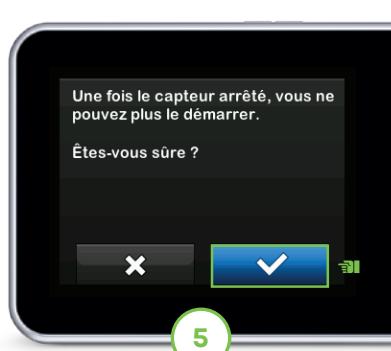 Une fois le capteur arrêté, vous ne
pouvez plus le démarrer.
Êtes-vous sûre ?
5